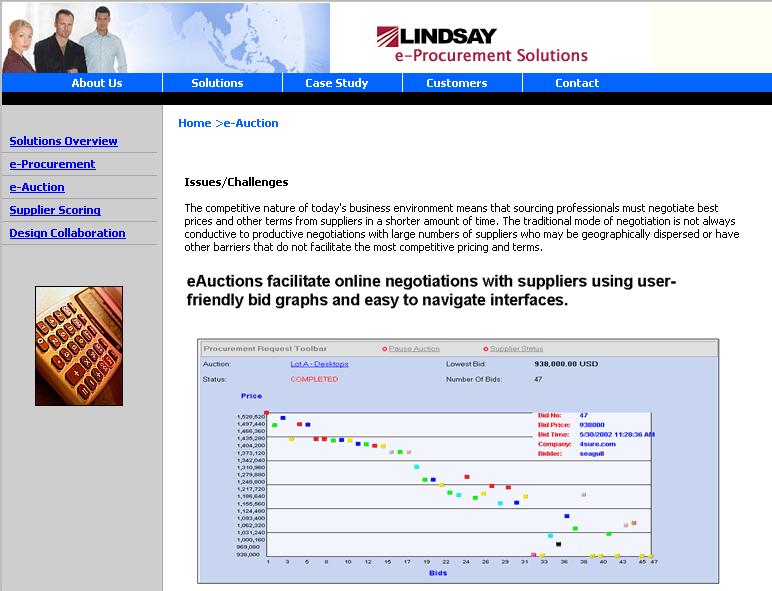 LINDSAY
e-Procurement Solutions
About Us
Solutions
Case Study
Customers
Contact
Solutions Overview
e-Procurement
e-Auction
Supplier Scoring
Design Collaboration
Home >e-Auction
Issues/Challenges
The competitive nature of today's business environment means that sourcing professionals must negotiate best
prices and other terms from suppliers in a shorter amount of time. The traditional mode of negotiation is not always
conductive to productive negotiations with large numbers of suppliers who may be geographically dispersed or have
other barriers that do not facilitate the most competitive pricing and terms.
eAuctions facilitate online negotiations with suppliers using user-
friendly bid graphs and easy to navigate interfaces.
Procurement Request Toolbar
Pause Auction
Supplier Status
Auction: Lot A - Desktops Lowest Bid: 938,000.00 USD
Status: COMPLETED Number Of Bids: 47
Price
Bid No: 47
Bid Price: 938000
Bid Time: 5/30/2002 11:28:36 AM
Company: 4sure.com
Bidder: seagull
1,528,520
1,497,440
1,466,360
1,435,280
1,404,200
1,373,120
1,342,040
1,310,960
1,279,880
1,248,800
1,217,720
1,186,640
1,155,560
1,124,480
1,093,400
1,062,320
1,031,240
1,000,160
969,000
938,000
1 3 5 8 10 12 15 17 19 22 24 26 29 31 33 36 38 40 43 45 47
Bids